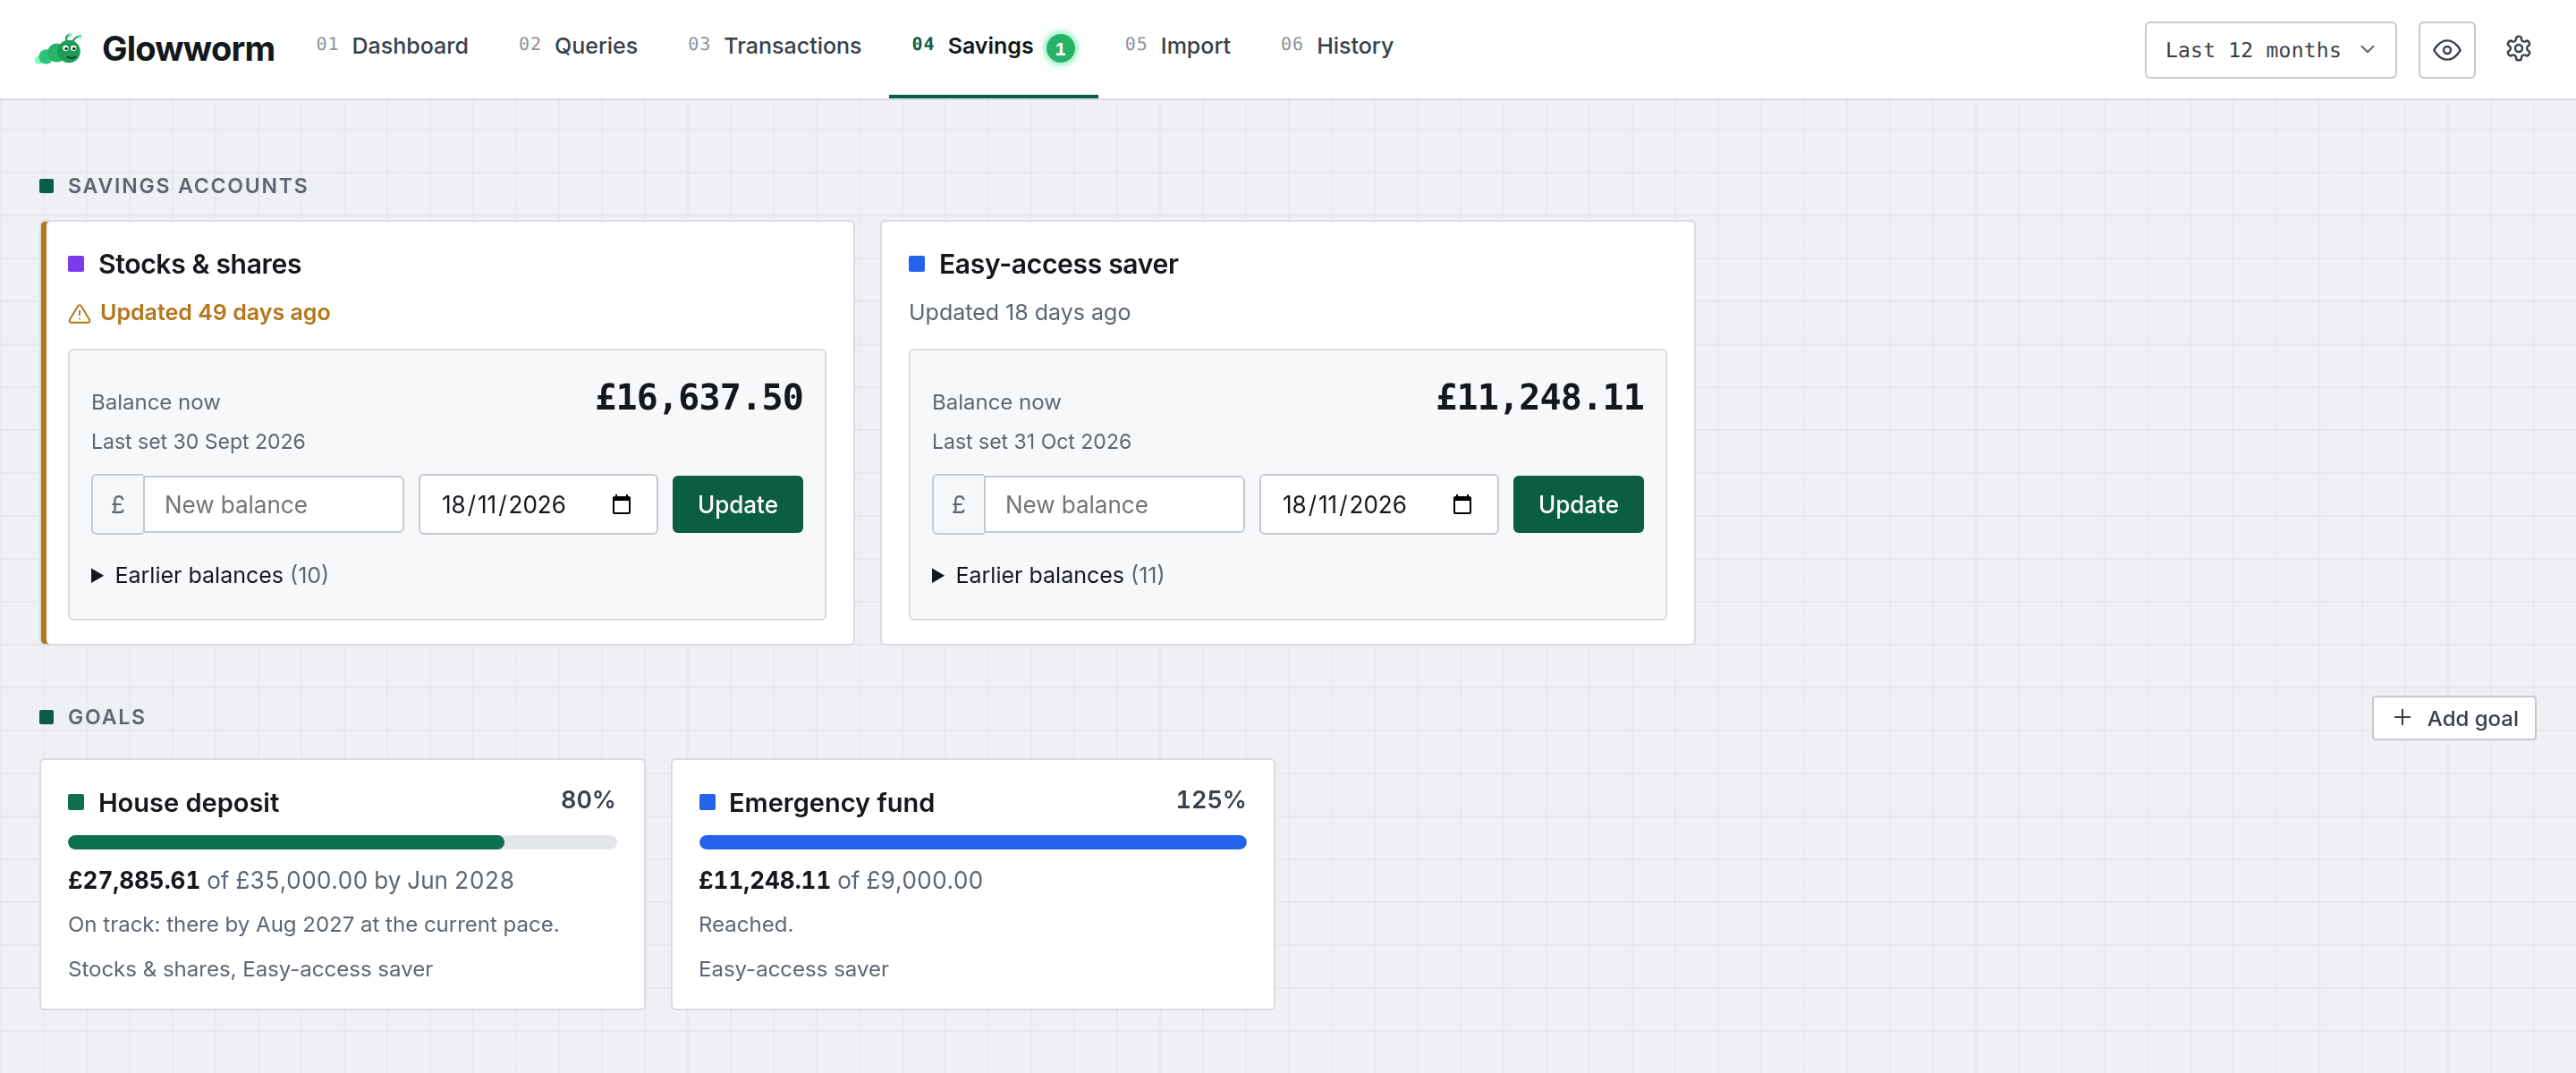 Glowworm
01 Dashboard
02 Queries
03 Transactions
04 Savings 1
05 Import
06 History
Last 12 months
SAVINGS ACCOUNTS
Stocks & shares
Updated 49 days ago
Balance now £16,637.50
Last set 30 Sept 2026
£ New balance 18/11/2026 Update
Earlier balances (10)
Easy-access saver
Updated 18 days ago
Balance now £11,248.11
Last set 31 Oct 2026
£ New balance 18/11/2026 Update
Earlier balances (11)
GOALS
Add goal
House deposit 80%
£27,885.61 of £35,000.00 by Jun 2028
On track: there by Aug 2027 at the current pace.
Stocks & shares, Easy-access saver
Emergency fund 125%
£11,248.11 of £9,000.00
Reached.
Easy-access saver